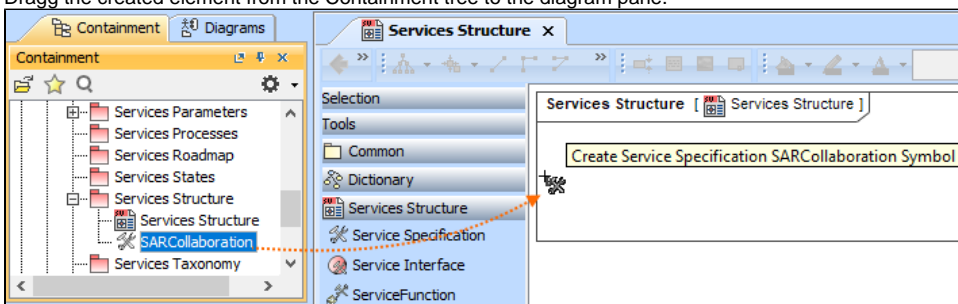 Dragg the created element from the Containment tree to the diagram pane.
Containment
Diagrams
Containment
Services Parameters
Services Processes
Services Roadmap
Services States
Services Structure
Services Structure
SARCollaboration
Services Taxonomy
Services Structure
Selection
Tools
Common
Dictionary
Services Structure
Service Specification
Service Interface
ServiceFunction
Services Structure [ Services Structure ]
Create Service Specification SARCollaboration Symbol